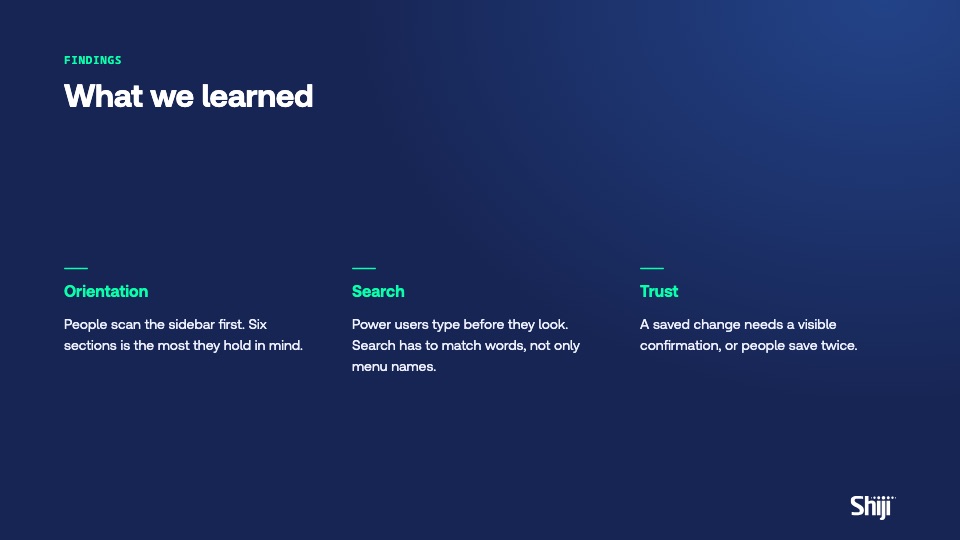 FINDINGS
What we learned
Orientation
People scan the sidebar first. Six
sections is the most they hold in mind.
Search
Power users type before they look.
Search has to match words, not only
menu names.
Trust
A saved change needs a visible
confirmation, or people save twice.
Shiji